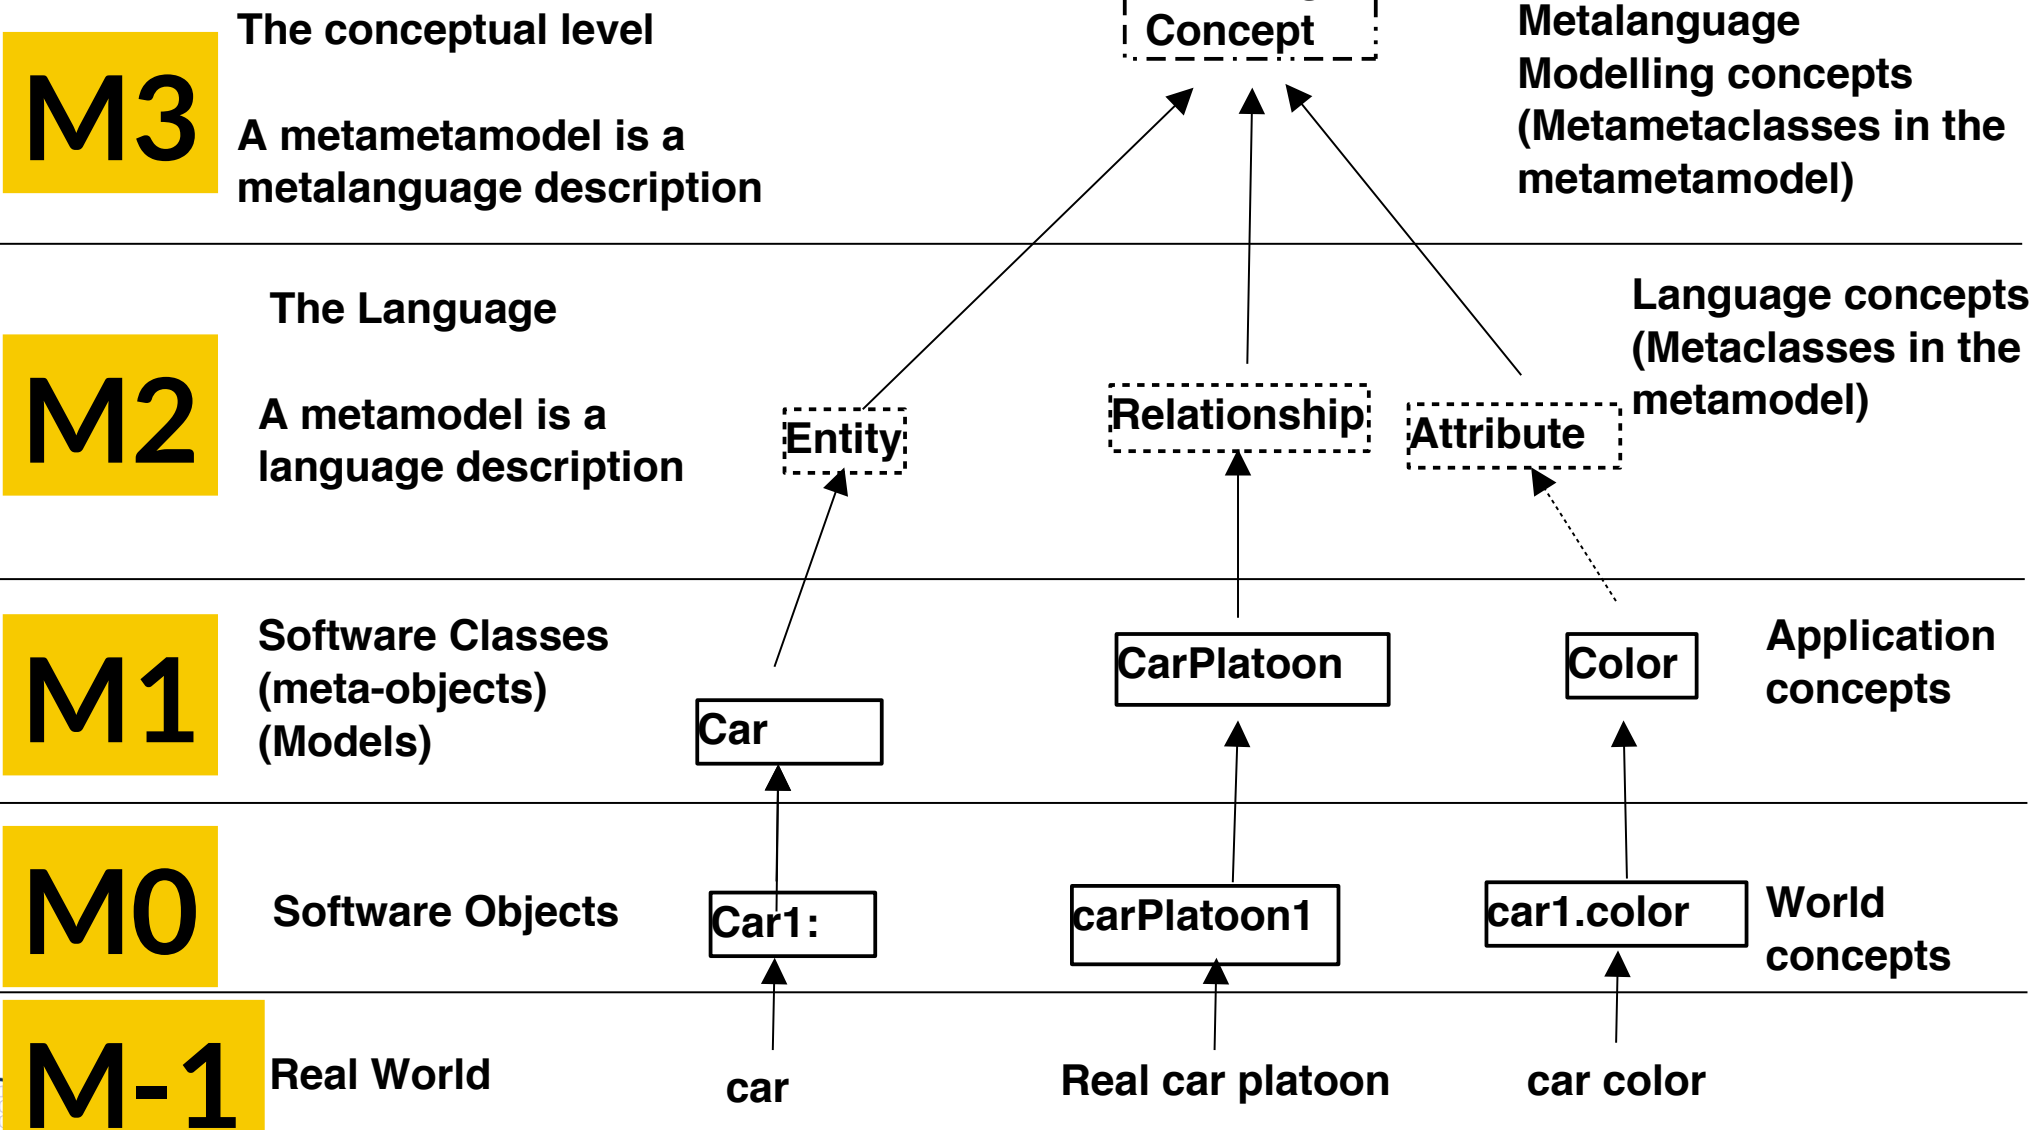 M3
The conceptual level
A metametamodel is a
metalanguage description
Concept
Metalanguage
Modelling concepts
(Metametaclasses in the
metametamodel)
M2
The Language
A metamodel is a
language description
Entity
Relationship
Attribute
Language concepts
(Metaclasses in the
metamodel)
M1
Software Classes
(meta-objects)
(Models)
Car
CarPlatoon
Color
Application
concepts
M0
Software Objects
Car1:
carPlatoon1
car1.color
World
concepts
M-1
Real World
car
Real car platoon
car color